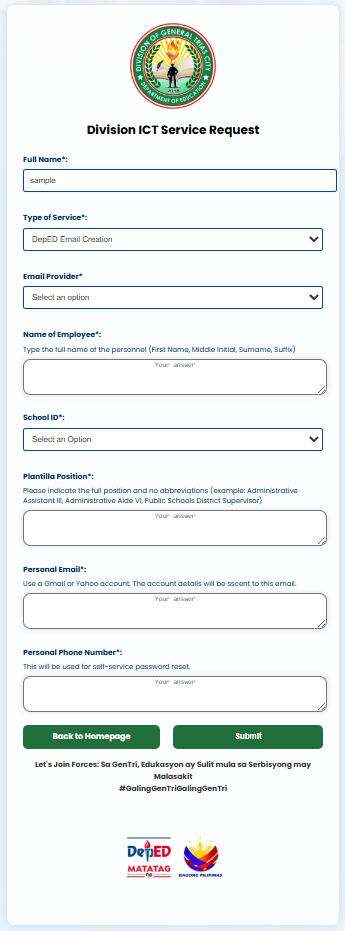 DIVISION OF GENERAL TRIAS CITY
DEPARTMENT OF EDUCATION
2018
Division ICT Service Request
Full Name*:
sample
Type of Service*:
DepED Email Creation
Email Provider*
Select an option
Name of Employee*:
Type the full name of the personnel (First Name, Middle Initial, Surname, Suffix)
Your answer
School ID*:
Select an Option
Plantilla Position*:
Please indicate the full position and no abbreviations (example: Administrative
Assistant III, Administrative Aide VI, Public Schools District Supervisor)
Your answer
Personal Email*:
Use a Gmail or Yahoo account. The account details will be sscent to this email.
Your answer
Personal Phone Number*:
This will be used for self-service password reset.
Your answer
Back to Homepage
Submit
Let's Join Forces: Sa GenTri, Edukasyon ay Sulit mula sa Serbisyong may
Malasakit
#GalingGenTriGalingGenTri
DepED
MATATAG
BAGONG PILIPINAS